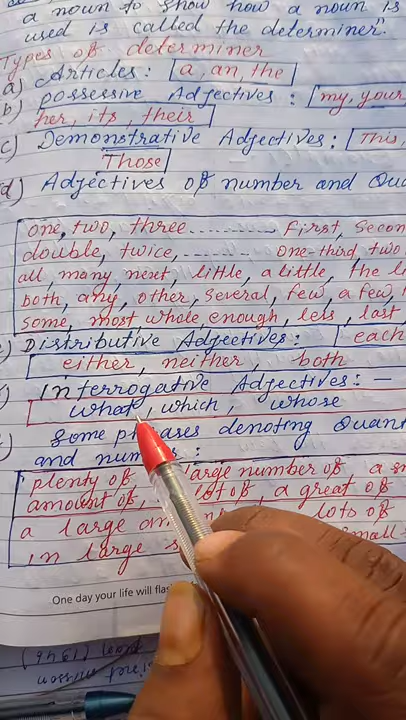 a noun to show how a noun is
used is called the determiner".
Types of determiner
a) Articles: a, an, the
b) possessive Adjectives: my, your
her, its, their
c) Demonstrative Adjectives: This,
Those
d) Adjectives of number and Qua
one, two, three......... First, Secon
double, twice,....... one-third, two
all, many, next, little, a little, the li
both, any, other, several, few, a few,
some, most whole enough, less, last
Distributive Adjectives: each
either, neither, both
Interrogative Adjectives: —
what, which, whose
Some phrases denoting Quant
and :
plenty of large number of a
amount of, lot of, a great of
a large lots of
in large small
One day your life will flas